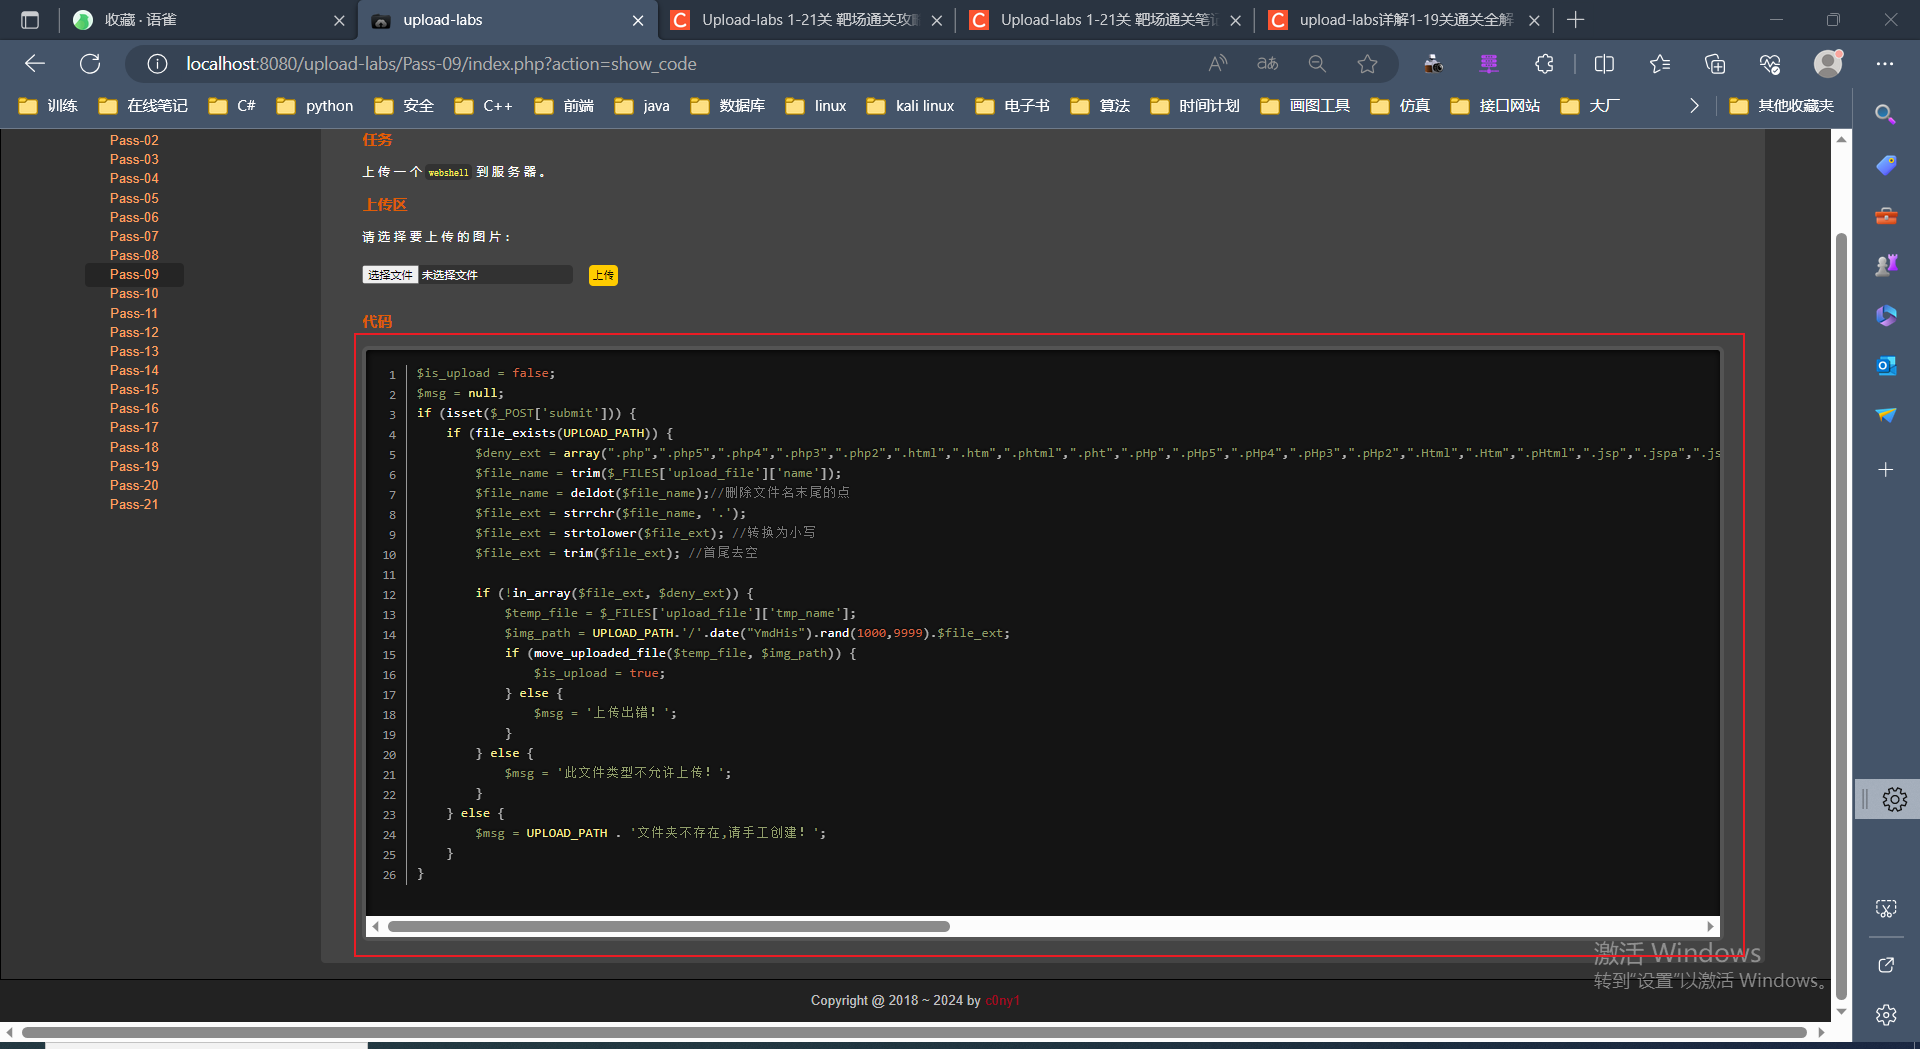 收藏 · 语雀
upload-labs
Upload-labs 1-21关 靶场通关攻
Upload-labs 1-21关 靶场通关笔
upload-labs详解1-19关通关全解
localhost:8080/upload-labs/Pass-09/index.php?action=show_code
训练 在线笔记 C# python 安全 C++ 前端 java 数据库 linux kali linux 电子书 算法 时间计划 画图工具 仿真 接口网站 大厂 其他收藏夹
Pass-02
Pass-03
Pass-04
Pass-05
Pass-06
Pass-07
Pass-08
Pass-09
Pass-10
Pass-11
Pass-12
Pass-13
Pass-14
Pass-15
Pass-16
Pass-17
Pass-18
Pass-19
Pass-20
Pass-21
任务
上传一个 webshell 到服务器。
上传区
请选择要上传的图片：
选择文件 未选择文件 上传
代码
1 $is_upload = false;
2 $msg = null;
3 if (isset($_POST['submit'])) {
4 if (file_exists(UPLOAD_PATH)) {
5 $deny_ext = array(".php",".php5",".php4",".php3",".php2",".html",".htm",".phtml",".pht",".pHp",".pHp5",".pHp4",".pHp3",".pHp2",".Html",".Htm",".pHtml",".jsp",".jspa",".js
6 $file_name = trim($_FILES['upload_file']['name']);
7 $file_name = deldot($file_name);//删除文件名末尾的点
8 $file_ext = strrchr($file_name, '.');
9 $file_ext = strtolower($file_ext); //转换为小写
10 $file_ext = trim($file_ext); //首尾去空
11
12 if (!in_array($file_ext, $deny_ext)) {
13 $temp_file = $_FILES['upload_file']['tmp_name'];
14 $img_path = UPLOAD_PATH.'/'.date("YmdHis").rand(1000,9999).$file_ext;
15 if (move_uploaded_file($temp_file, $img_path)) {
16 $is_upload = true;
17 } else {
18 $msg = '上传出错！';
19 }
20 } else {
21 $msg = '此文件类型不允许上传！';
22 }
23 } else {
24 $msg = UPLOAD_PATH . '文件夹不存在,请手工创建！';
25 }
26 }
激活 Windows
转到"设置"以激活 Windows。
Copyright @ 2018 ~ 2024 by c0ny1